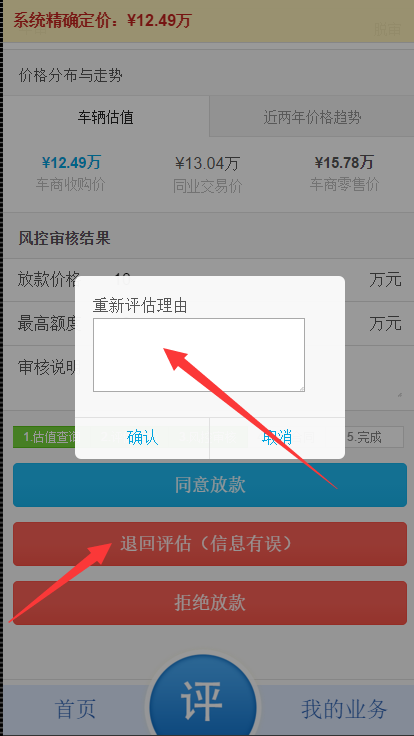 系统精确定价：¥12.49万
价格分布与走势
车辆估值 近两年价格趋势
¥12.49万 ¥13.04万 ¥15.78万
车商收购价 同业交易价 车商零售价
风控审核结果
放款价格 万元
重新评估理由
最高额度 万元
审核说明
确认 取消
1.估值查询 5.完成
同意放款
退回评估（信息有误）
拒绝放款
首页 评 我的业务